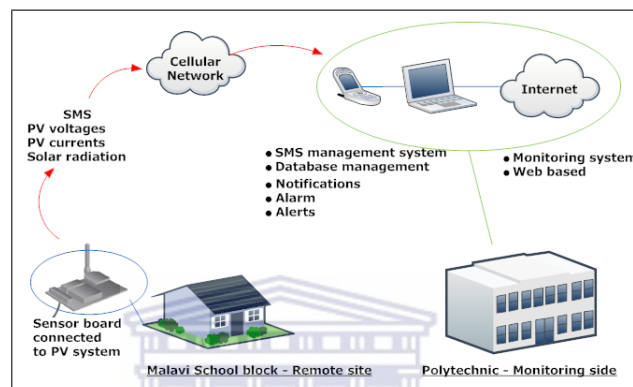 Cellular
Network
SMS
PV voltages
PV currents
Solar radiation
Internet
● SMS management system
● Database management
● Notifications
● Alarm
● Alerts
● Monitoring system
● Web based
Sensor board
connected
to PV system
Malavi School block - Remote site
Polytechnic - Monitoring side